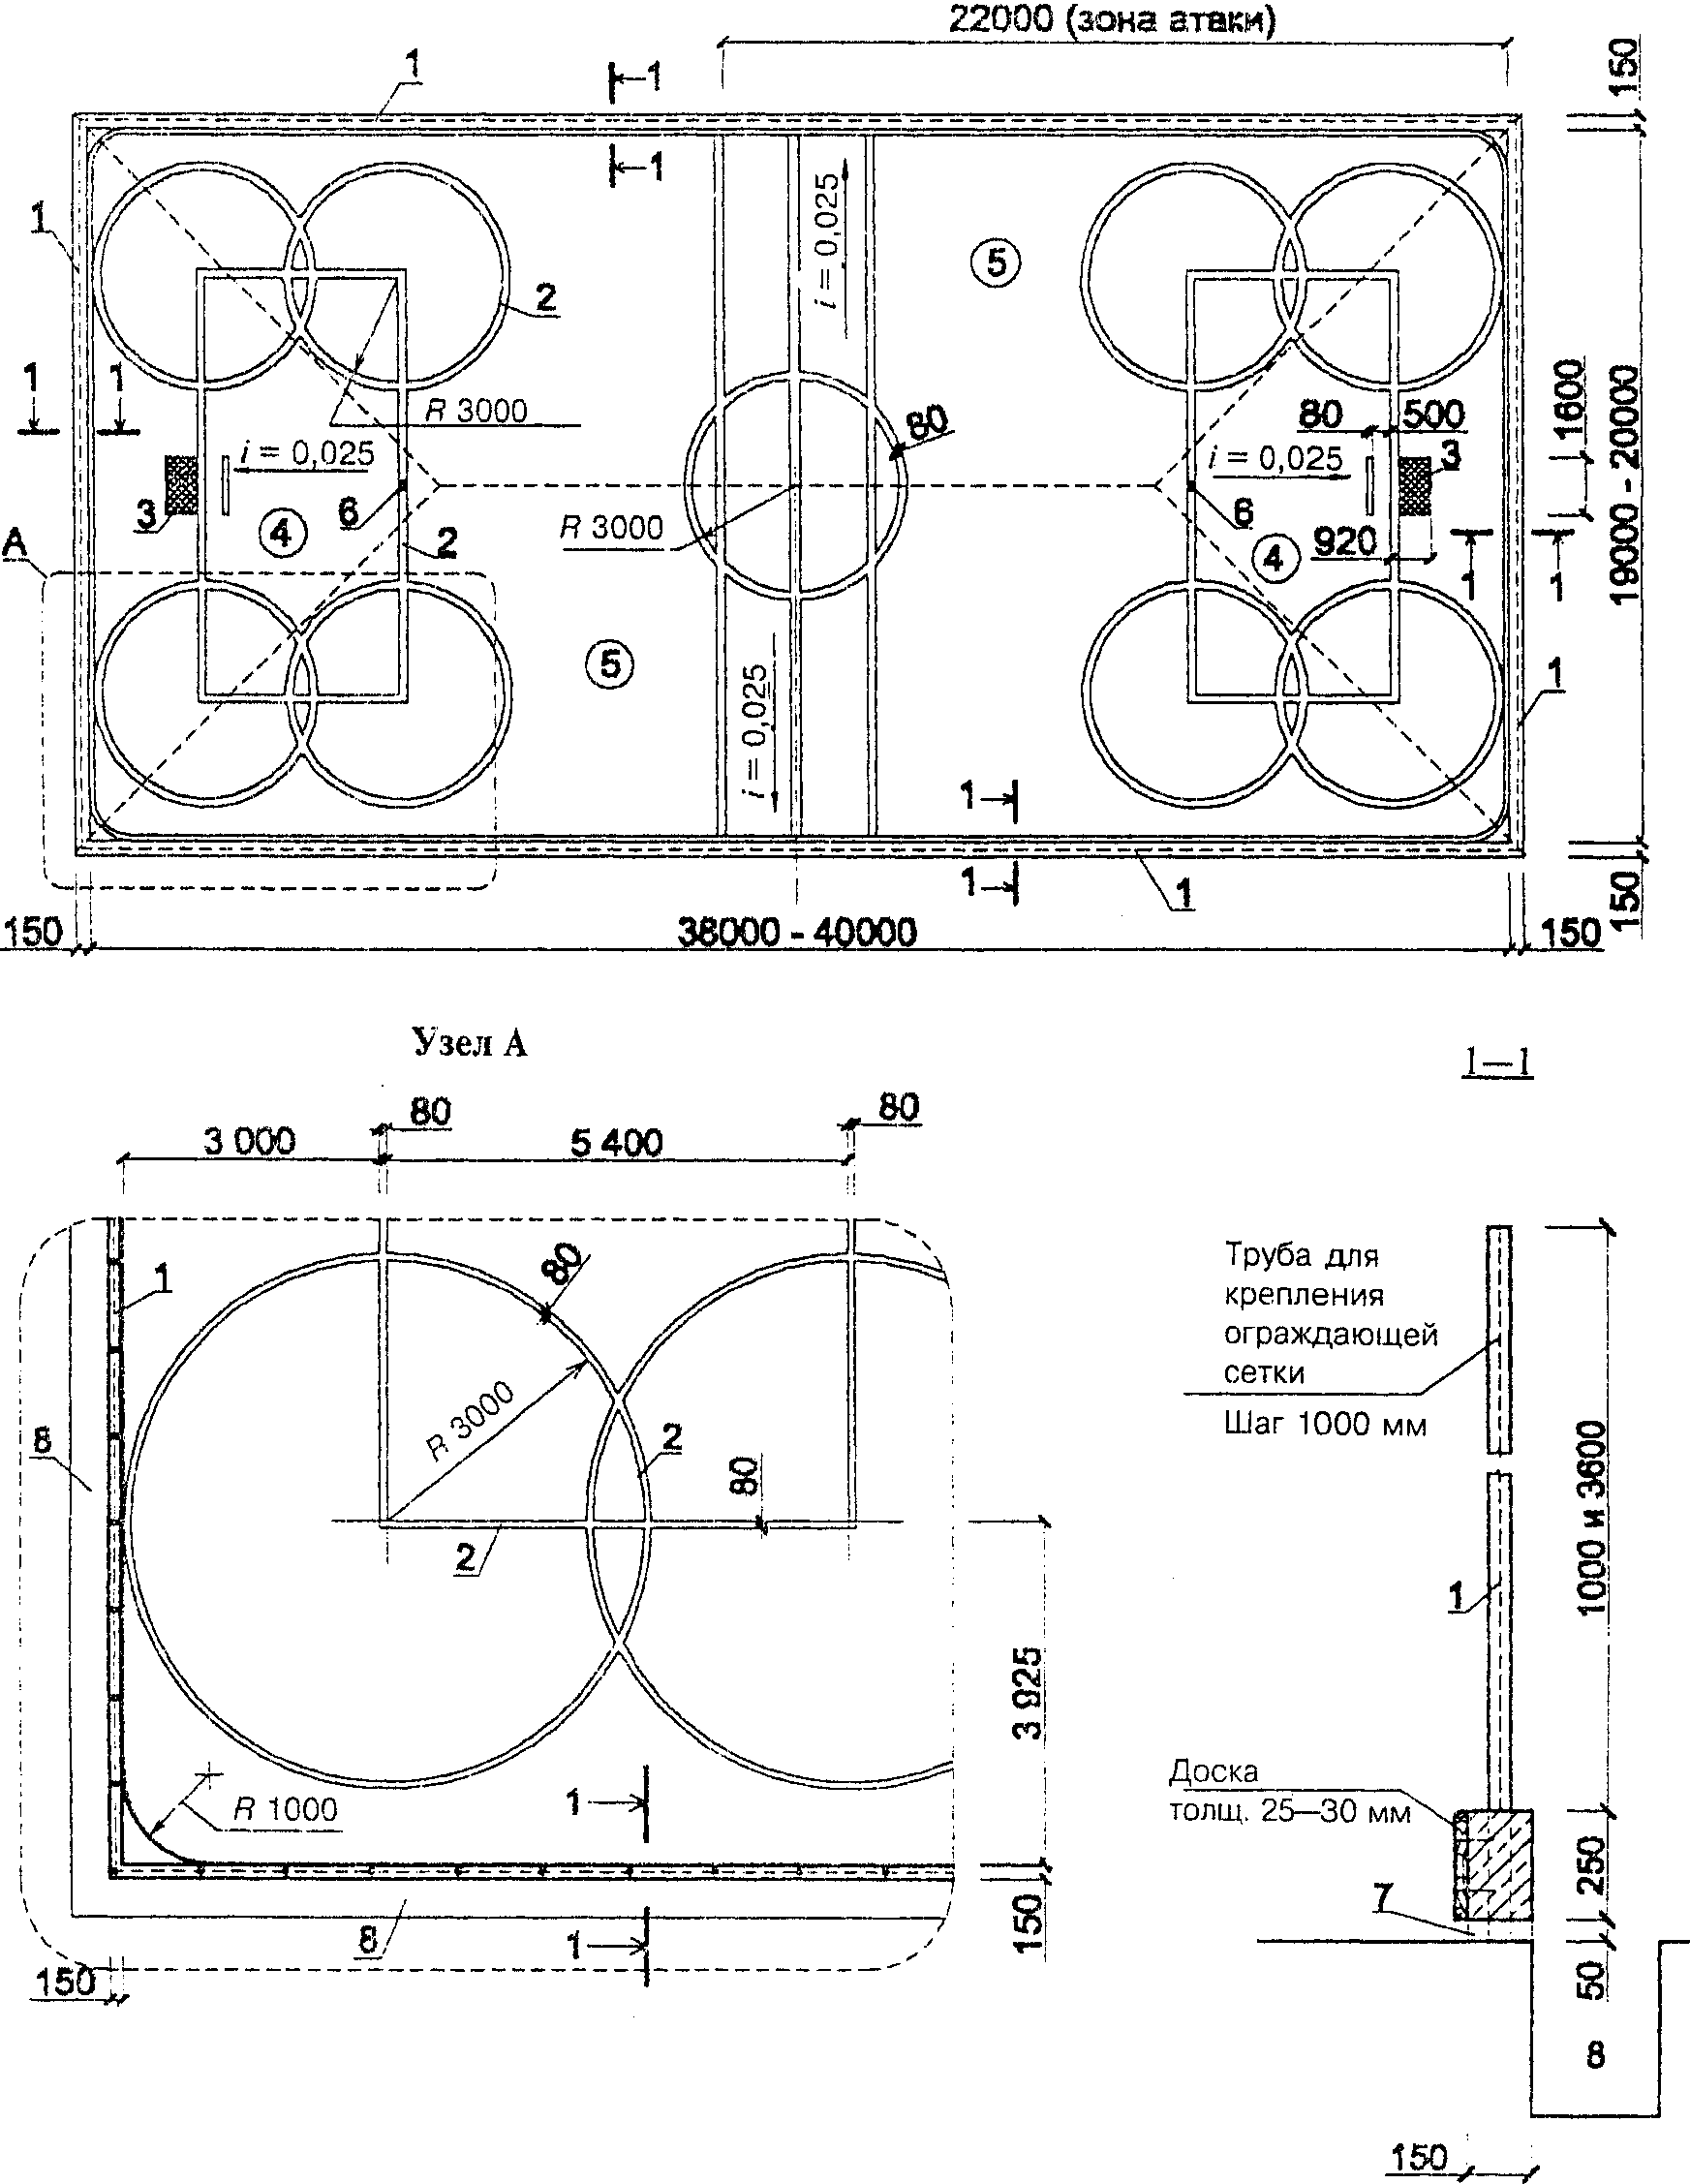 22000 (зона атаки)
150
1
1
1
1
i = 0,025
5
2
1
1
R 3000
80
80
500
1600
19000 - 20000
i = 0,025
i = 0,025
3
3
6
6
R 3000
A
4
2
4
920
1
1
5
i = 0,025
1
1
1
1
150
150
38000 - 40000
150
Узел А
1—1
80
80
3 000
5 400
80
1
R 3000
2
80
8
2
3 925
R 1000
1
8
1
150
150
Труба для
крепления
ограждающей
сетки
Шаг 1000 мм
1000 и 3600
1
Доска
толщ. 25—30 мм
250
7
50
8
150